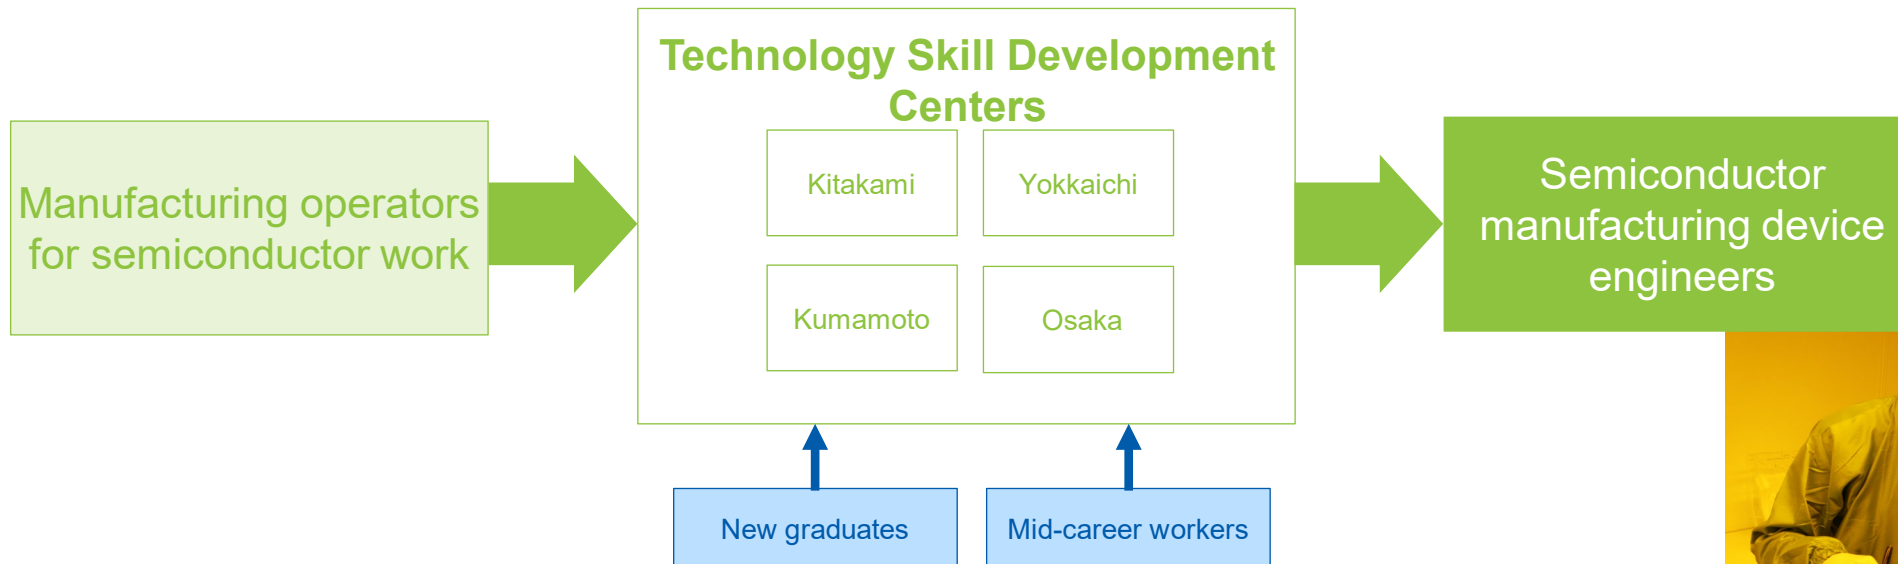 Technology Skill Development
Centers
Manufacturing operators
for semiconductor work
Kitakami
Yokkaichi
Kumamoto
Osaka
Semiconductor
manufacturing device
engineers
New graduates
Mid-career workers